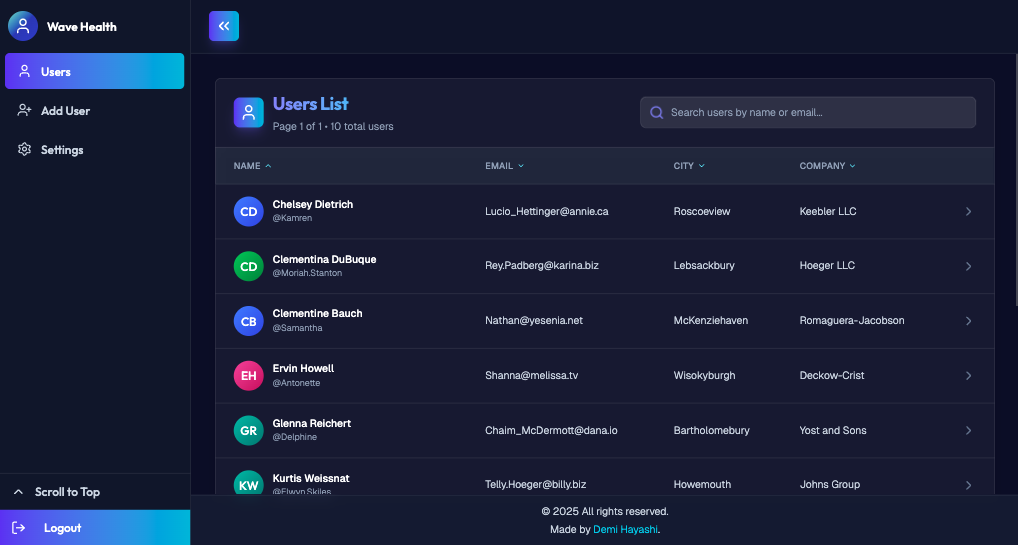 Wave Health
Users
Add User
Settings
Scroll to Top
Logout
Users List
Page 1 of 1 • 10 total users
Search users by name or email...
NAME EMAIL CITY COMPANY
CD Chelsey Dietrich Lucio_Hettinger@annie.ca Roscoeview Keebler LLC
@Kamren
CD Clementina DuBuque Rey.Padberg@karina.biz Lebsackbury Hoeger LLC
@Moriah.Stanton
CB Clementine Bauch Nathan@yesenia.net McKenziehaven Romaguera-Jacobson
@Samantha
EH Ervin Howell Shanna@melissa.tv Wisokyburgh Deckow-Crist
@Antonette
GR Glenna Reichert Chaim_McDermott@dana.io Bartholomebury Yost and Sons
@Delphine
KW Kurtis Weissnat Telly.Hoeger@billy.biz Howemouth Johns Group
@Elwyn.Skiles
© 2025 All rights reserved.
Made by Demi Hayashi.